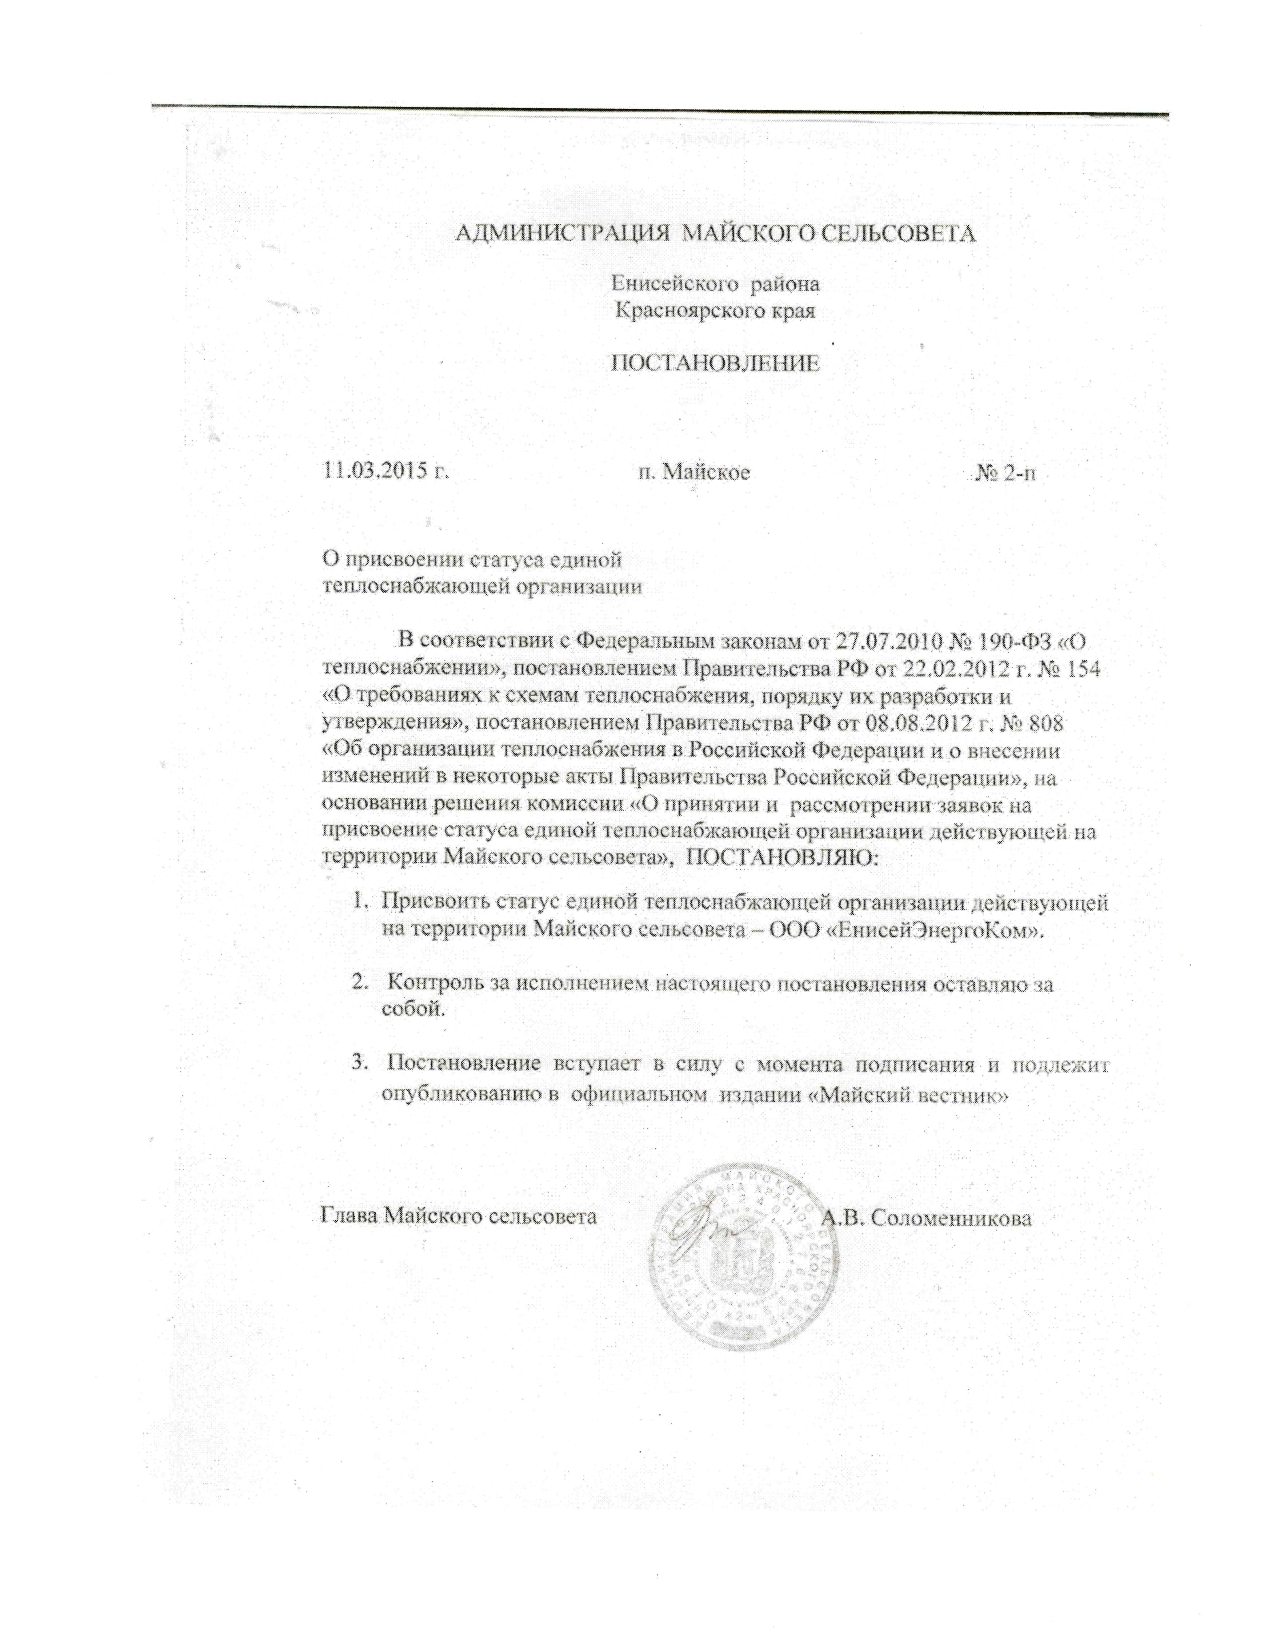 АДМИНИСТРАЦИЯ МАЙСКОГО СЕЛЬСОВЕТА
Енисейского района
Красноярского края
ПОСТАНОВЛЕНИЕ
11.03.2015 г. п. Майское № 2-п
О присвоении статуса единой
теплоснабжающей организации
В соответствии с Федеральным законам от 27.07.2010 № 190-ФЗ «О
теплоснабжении», постановлением Правительства РФ от 22.02.2012 г. № 154
«О требованиях к схемам теплоснабжения, порядку их разработки и
утверждения», постановлением Правительства РФ от 08.08.2012 г. № 808
«Об организации теплоснабжения в Российской Федерации и о внесении
изменений в некоторые акты Правительства Российской Федерации», на
основании решения комиссии «О принятии и рассмотрении заявок на
присвоение статуса единой теплоснабжающей организации действующей на
территории Майского сельсовета», ПОСТАНОВЛЯЮ:
1. Присвоить статус единой теплоснабжающей организации действующей
на территории Майского сельсовета – ООО «ЕнисейЭнергоКом».
2. Контроль за исполнением настоящего постановления оставляю за
собой.
3. Постановление вступает в силу с момента подписания и подлежит
опубликованию в официальном издании «Майский вестник»
Глава Майского сельсовета А.В. Соломенникова
АДМИНИСТРАЦИЯ МАЙСКОГО СЕЛЬСОВЕТА